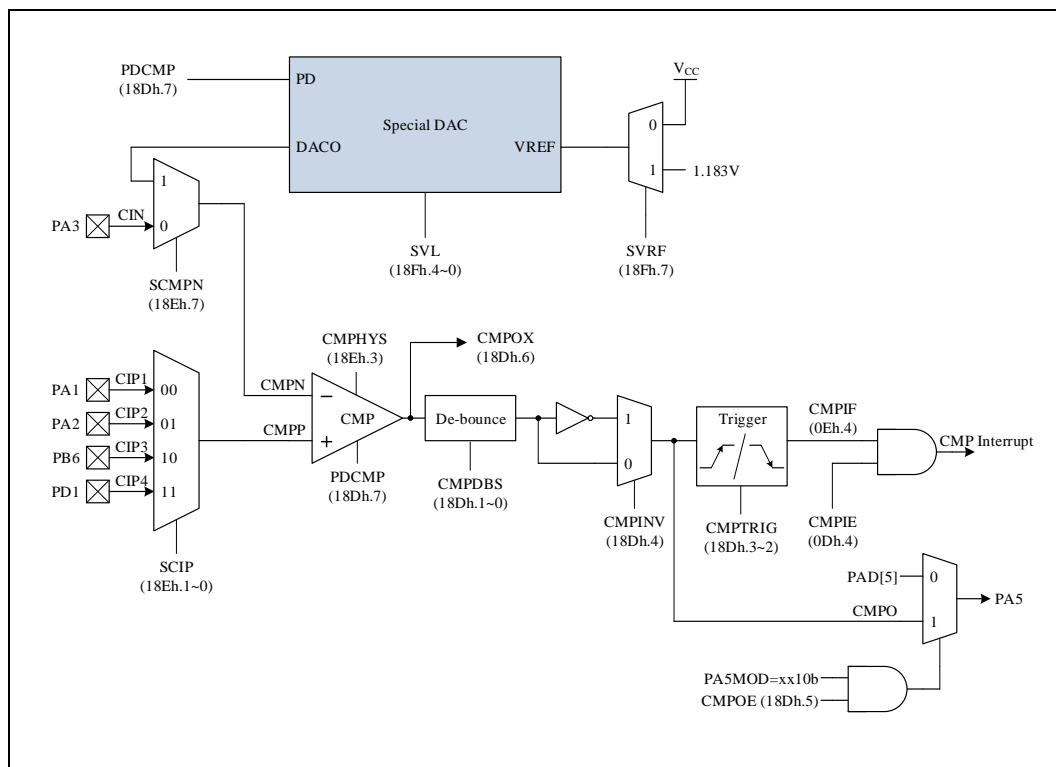 PDCMP
(18Dh.7)
PD
Special DAC
DACO
VREF
VCC
0
1
1.183V
SVL
(18Fh.4~0)
SVRF
(18Fh.7)
1
0
PA3
CIN
SCMPN
(18Eh.7)
PA1
CIP1
00
PA2
CIP2
01
PB6
CIP3
10
PD1
CIP4
11
SCIP
(18Eh.1~0)
CMPHYS
(18Eh.3)
CMPN
CMPP
−
CMP
+
PDCMP
(18Dh.7)
CMPOX
(18Dh.6)
De-bounce
CMPDBS
(18Dh.1~0)
1
0
CMPINV
(18Dh.4)
Trigger
CMPTRIG
(18Dh.3~2)
CMPIF
(0Eh.4)
CMPIE
(0Dh.4)
CMP Interrupt
PAD[5]
0
CMPO
1
PA5
PA5MOD=xx10b
CMPOE (18Dh.5)